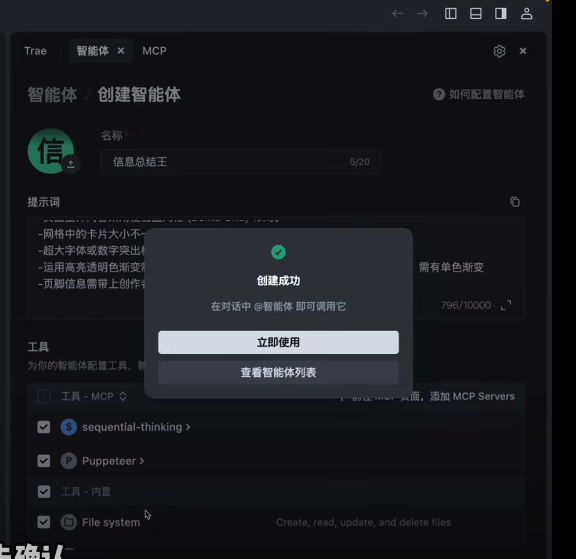 Trae
智能体
MCP
智能体 / 创建智能体
如何配置智能体
信
名称
信息总结王
5/20
提示词
-网格中的卡片大小不一
-超大字体或数字突出
-运用高亮透明色渐变
需有单色渐变
-页脚信息需带上创作者
796/10000
创建成功
在对话中 @智能体 即可调用它
立即使用
查看智能体列表
工具
为你的智能体配置工具，
工具 - MCP
页面，添加 MCP Servers
S sequential-thinking >
P Puppeteer >
工具 - 内置
File system
Create, read, update, and delete files
确认